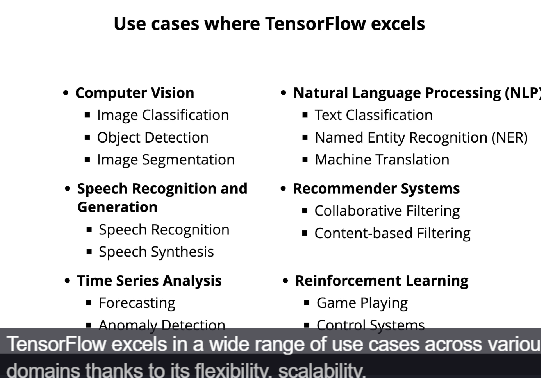 Use cases where TensorFlow excels
• Computer Vision
▪ Image Classification
▪ Object Detection
▪ Image Segmentation
• Speech Recognition and
Generation
▪ Speech Recognition
▪ Speech Synthesis
• Time Series Analysis
▪ Forecasting
▪ Anomaly Detection
• Natural Language Processing (NLP)
▪ Text Classification
▪ Named Entity Recognition (NER)
▪ Machine Translation
• Recommender Systems
▪ Collaborative Filtering
▪ Content-based Filtering
• Reinforcement Learning
▪ Game Playing
▪ Control Systems
TensorFlow excels in a wide range of use cases across variou
domains thanks to its flexibility, scalability,